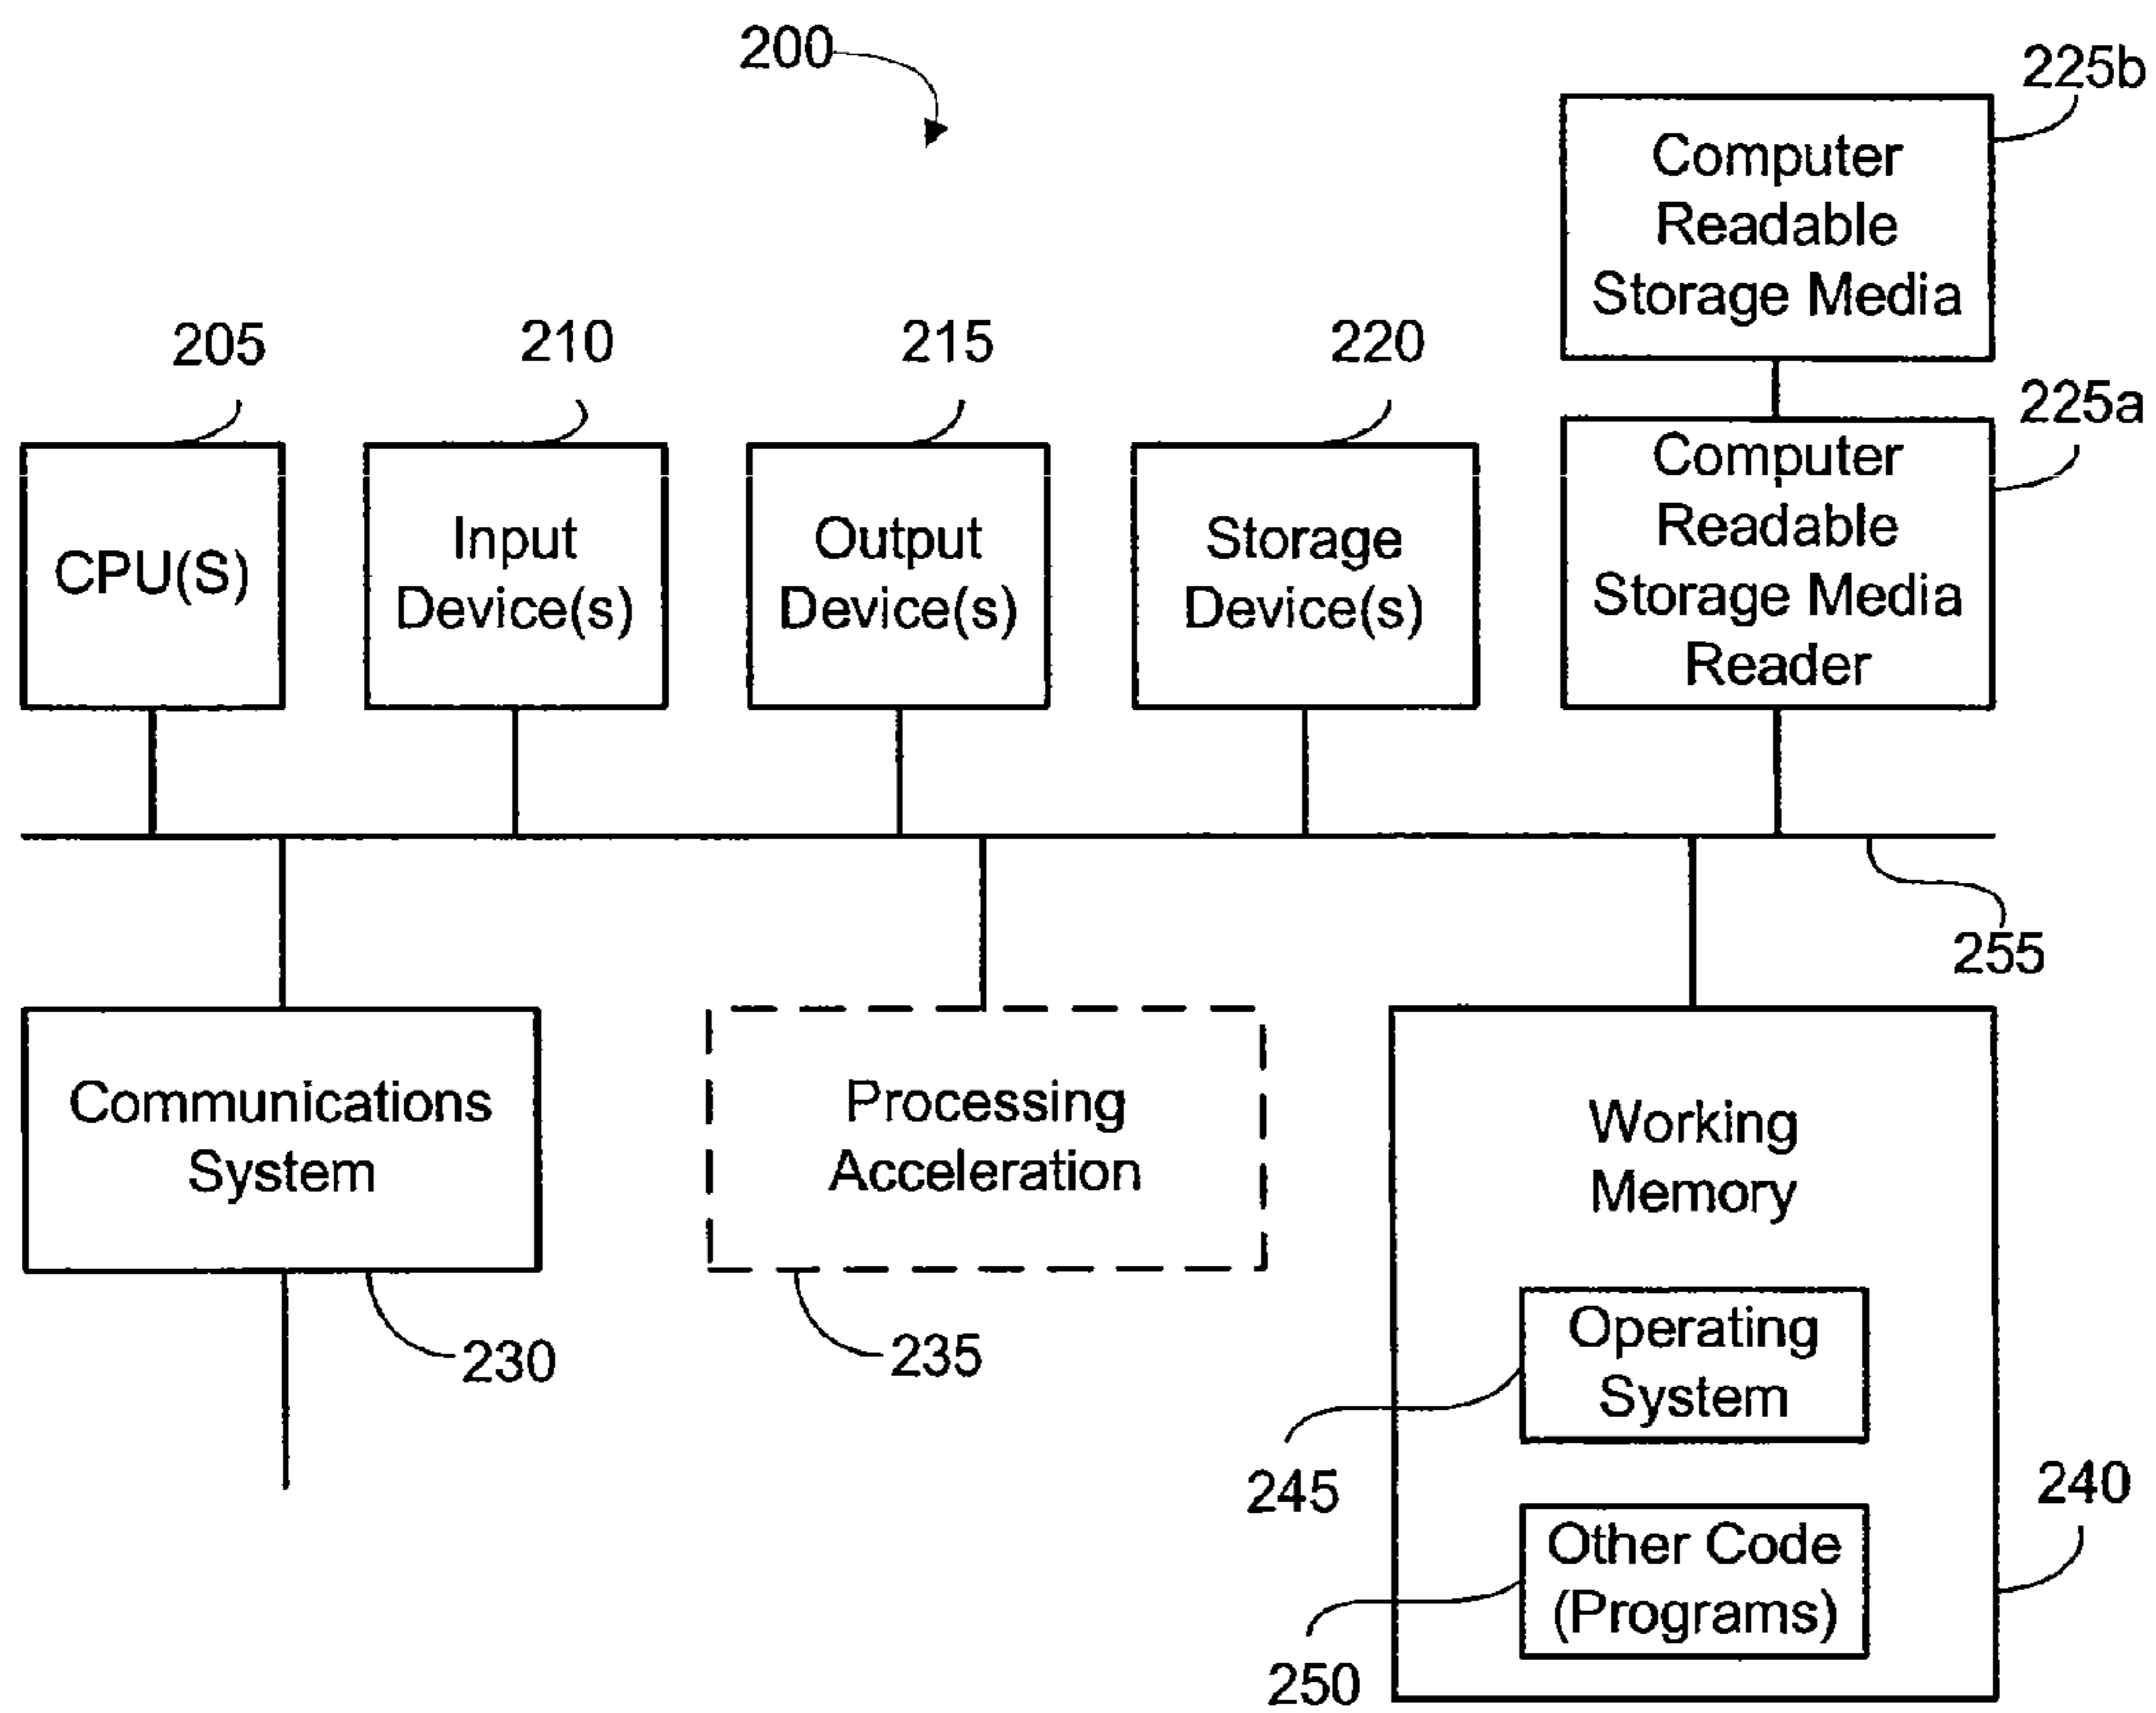 200
225b
Computer
Readable
Storage Media
205
210
215
220
225a
CPU(S)
Input
Device(s)
Output
Device(s)
Storage
Device(s)
Computer
Readable
Storage Media
Reader
255
Communications
System
230
Processing
Acceleration
235
Working
Memory
Operating
System
245
240
Other Code
(Programs)
250